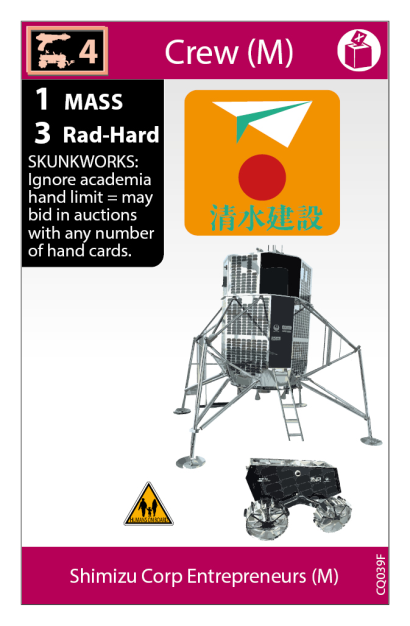 4
Crew (M)
1 MASS
3 Rad-Hard
SKUNKWORKS:
Ignore academia
hand limit = may
bid in auctions
with any number
of hand cards.
清水建設
Shimizu Corp Entrepreneurs (M)
CQ039F